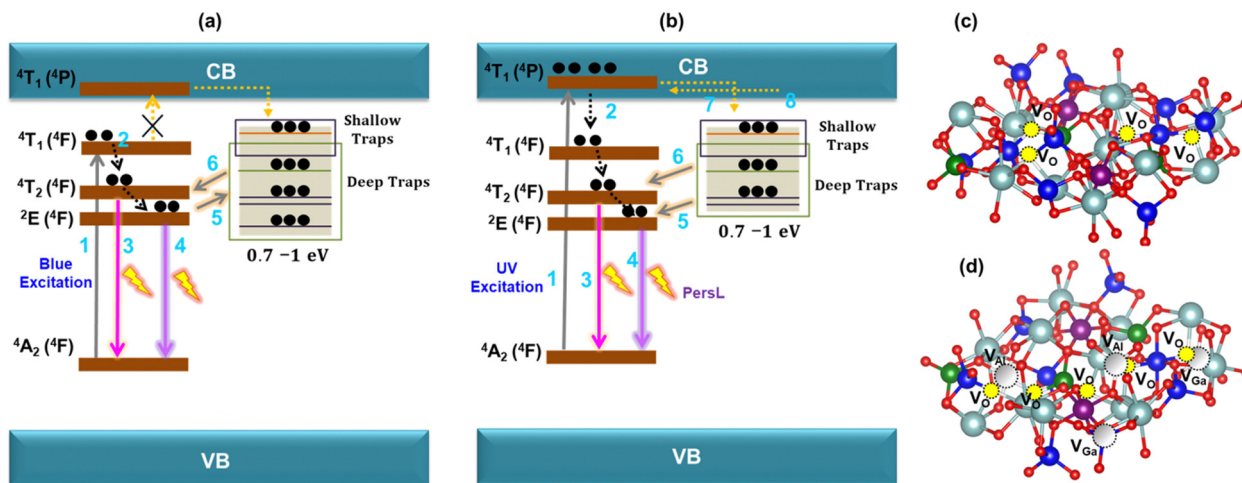 (a)
CB
⁴T₁ (⁴P)
⁴T₁ (⁴F)
2
Shallow
Traps
6
Deep Traps
⁴T₂ (⁴F)
²E (⁴F)
5
1
3
4
0.7 −1 eV
Blue
Excitation
⁴A₂ (⁴F)
VB
(b)
⁴T₁ (⁴P)
CB
2
7
8
⁴T₁ (⁴F)
Shallow
Traps
6
Deep Traps
⁴T₂ (⁴F)
²E (⁴F)
5
0.7 −1 eV
UV
Excitation
1
3
4
PersL
⁴A₂ (⁴F)
VB
(c)
V_O
V_O
V_O
V_O
(d)
V_Al
V_Al
V_O
V_O
V_Ga
V_O
V_O
V_O
V_Ga